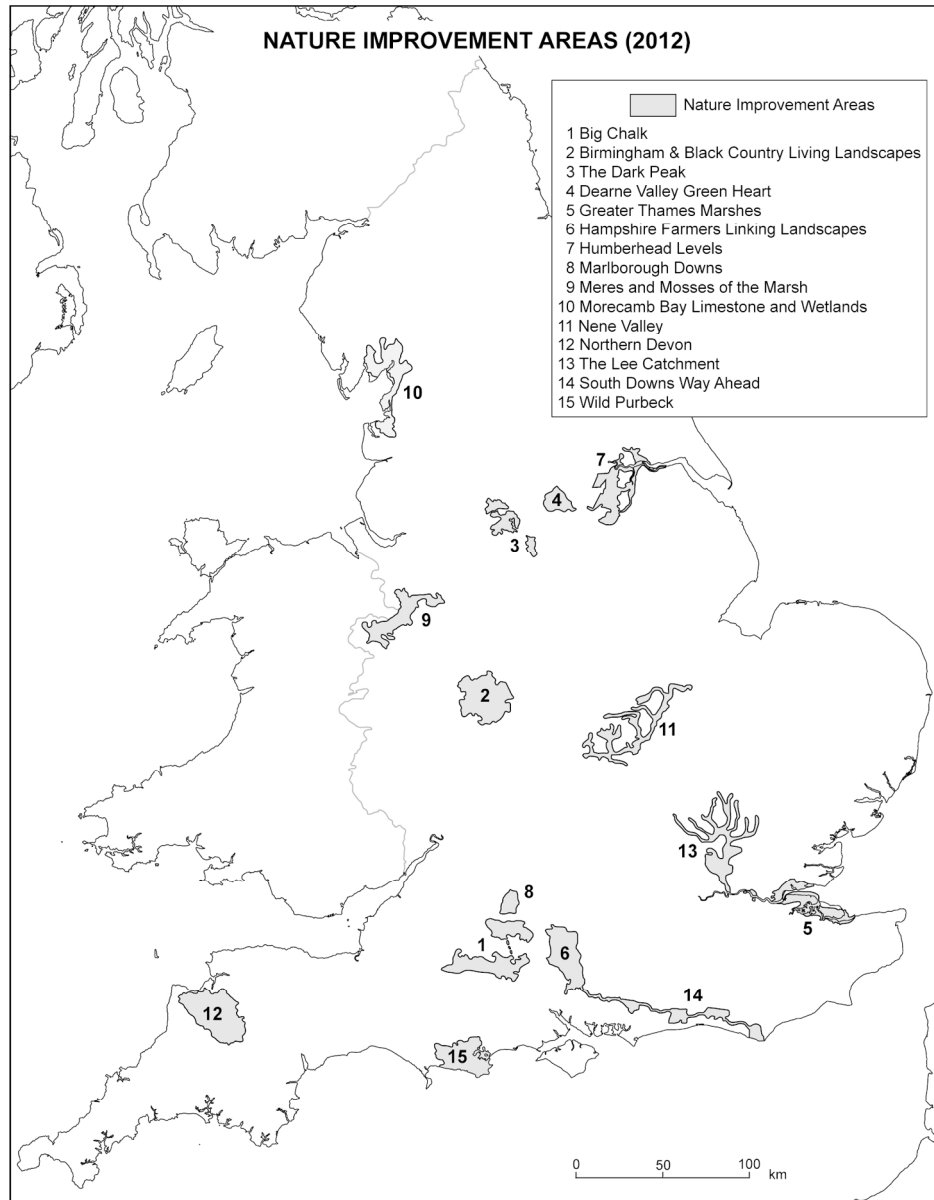 NATURE IMPROVEMENT AREAS (2012)
Nature Improvement Areas
1 Big Chalk
2 Birmingham & Black Country Living Landscapes
3 The Dark Peak
4 Dearne Valley Green Heart
5 Greater Thames Marshes
6 Hampshire Farmers Linking Landscapes
7 Humberhead Levels
8 Marlborough Downs
9 Meres and Mosses of the Marsh
10 Morecamb Bay Limestone and Wetlands
11 Nene Valley
12 Northern Devon
13 The Lee Catchment
14 South Downs Way Ahead
15 Wild Purbeck
10
7
4
3
9
2
11
13
8
5
1
6
14
12
15
0 50 100
km